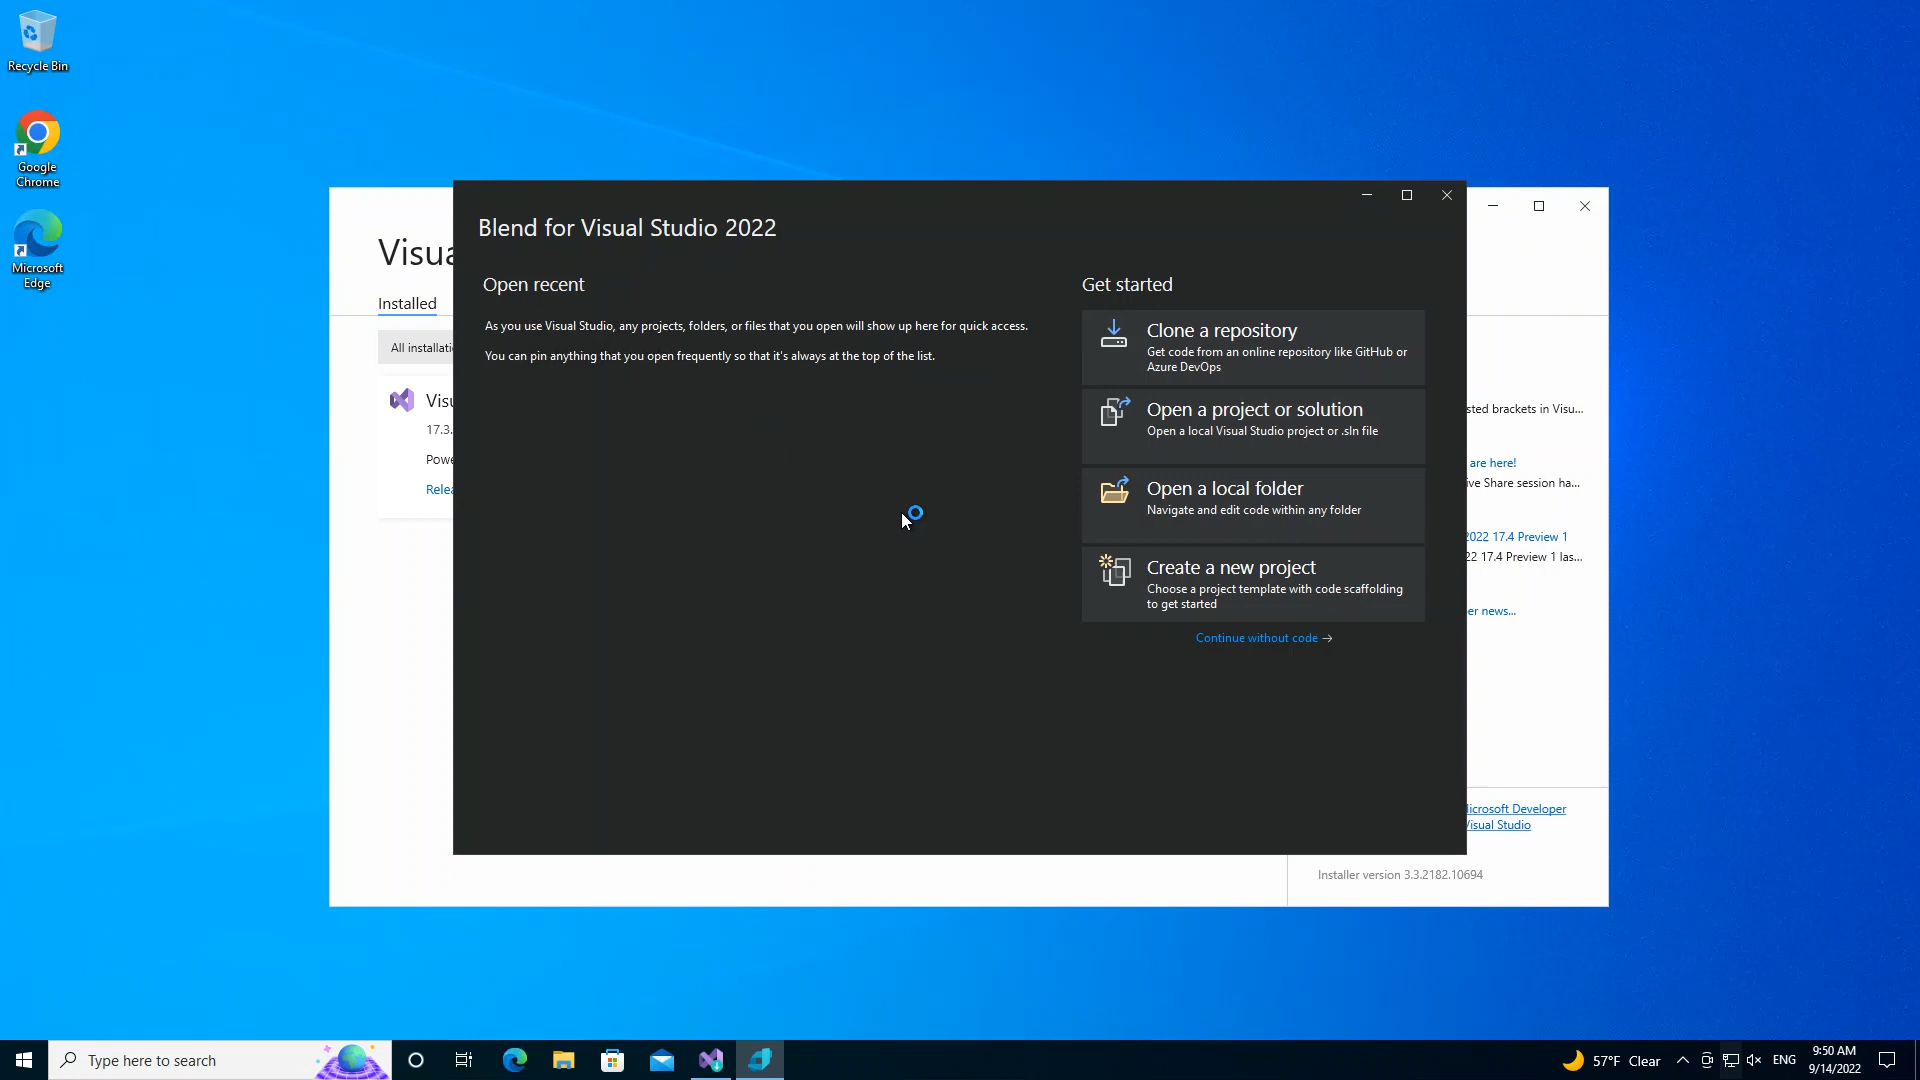 Recycle Bin
Google
Chrome
Microsoft
Edge
Visua
Installed
All installati
Visu
17.3.
Powe
Relea
Blend for Visual Studio 2022
Open recent
As you use Visual Studio, any projects, folders, or files that you open will show up here for quick access.
You can pin anything that you open frequently so that it's always at the top of the list.
Get started
Clone a repository
Get code from an online repository like GitHub or
Azure DevOps
Open a project or solution
Open a local Visual Studio project or .sln file
Open a local folder
Navigate and edit code within any folder
Create a new project
Choose a project template with code scaffolding
to get started
Continue without code →
sted brackets in Visu...
are here!
ive Share session ha...
2022 17.4 Preview 1
22 17.4 Preview 1 las...
er news...
Microsoft Developer
Visual Studio
Installer version 3.3.2182.10694
Type here to search
57°F Clear
ENG
9:50 AM
9/14/2022